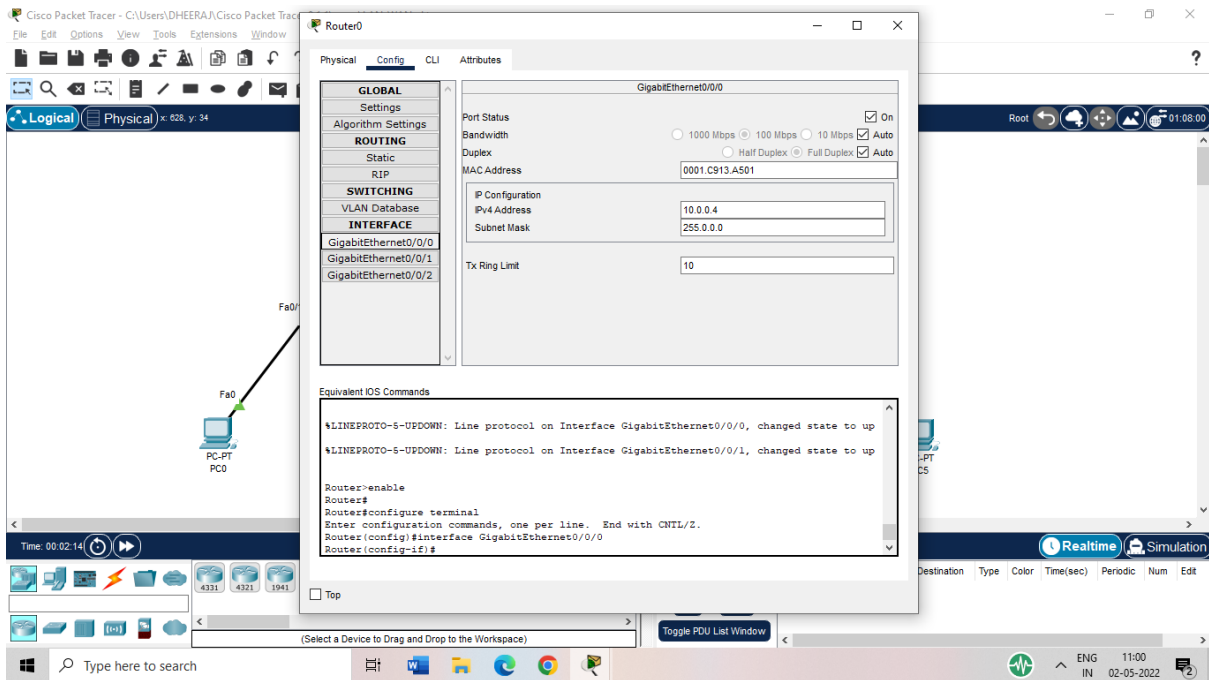 Cisco Packet Tracer - C:\Users\DHEERAJ\Cisco Packet Trace
File Edit Options View Tools Extensions Window
?
Logical Physical x: 628, y: 34
Root 01:08:00
Fa0/
Fa0
PC-PT
PC0
-PT
C5
Router0
Physical Config CLI Attributes
GLOBAL
Settings
Algorithm Settings
ROUTING
Static
RIP
SWITCHING
VLAN Database
INTERFACE
GigabitEthernet0/0/0
GigabitEthernet0/0/1
GigabitEthernet0/0/2
GigabitEthernet0/0/0
Port Status On
Bandwidth 1000 Mbps 100 Mbps 10 Mbps Auto
Duplex Half Duplex Full Duplex Auto
MAC Address 0001.C913.A501
IP Configuration
IPv4 Address 10.0.0.4
Subnet Mask 255.0.0.0
Tx Ring Limit 10
Equivalent IOS Commands
%LINEPROTO-5-UPDOWN: Line protocol on Interface GigabitEthernet0/0/0, changed state to up
%LINEPROTO-5-UPDOWN: Line protocol on Interface GigabitEthernet0/0/1, changed state to up
Router>enable
Router#
Router#configure terminal
Enter configuration commands, one per line. End with CNTL/Z.
Router(config)#interface GigabitEthernet0/0/0
Router(config-if)#
Top
Time: 00:02:14
Realtime Simulation
4331 4321 1941
Destination Type Color Time(sec) Periodic Num Edit
(Select a Device to Drag and Drop to the Workspace)
Toggle PDU List Window
Type here to search
ENG
IN
11:00
02-05-2022
2